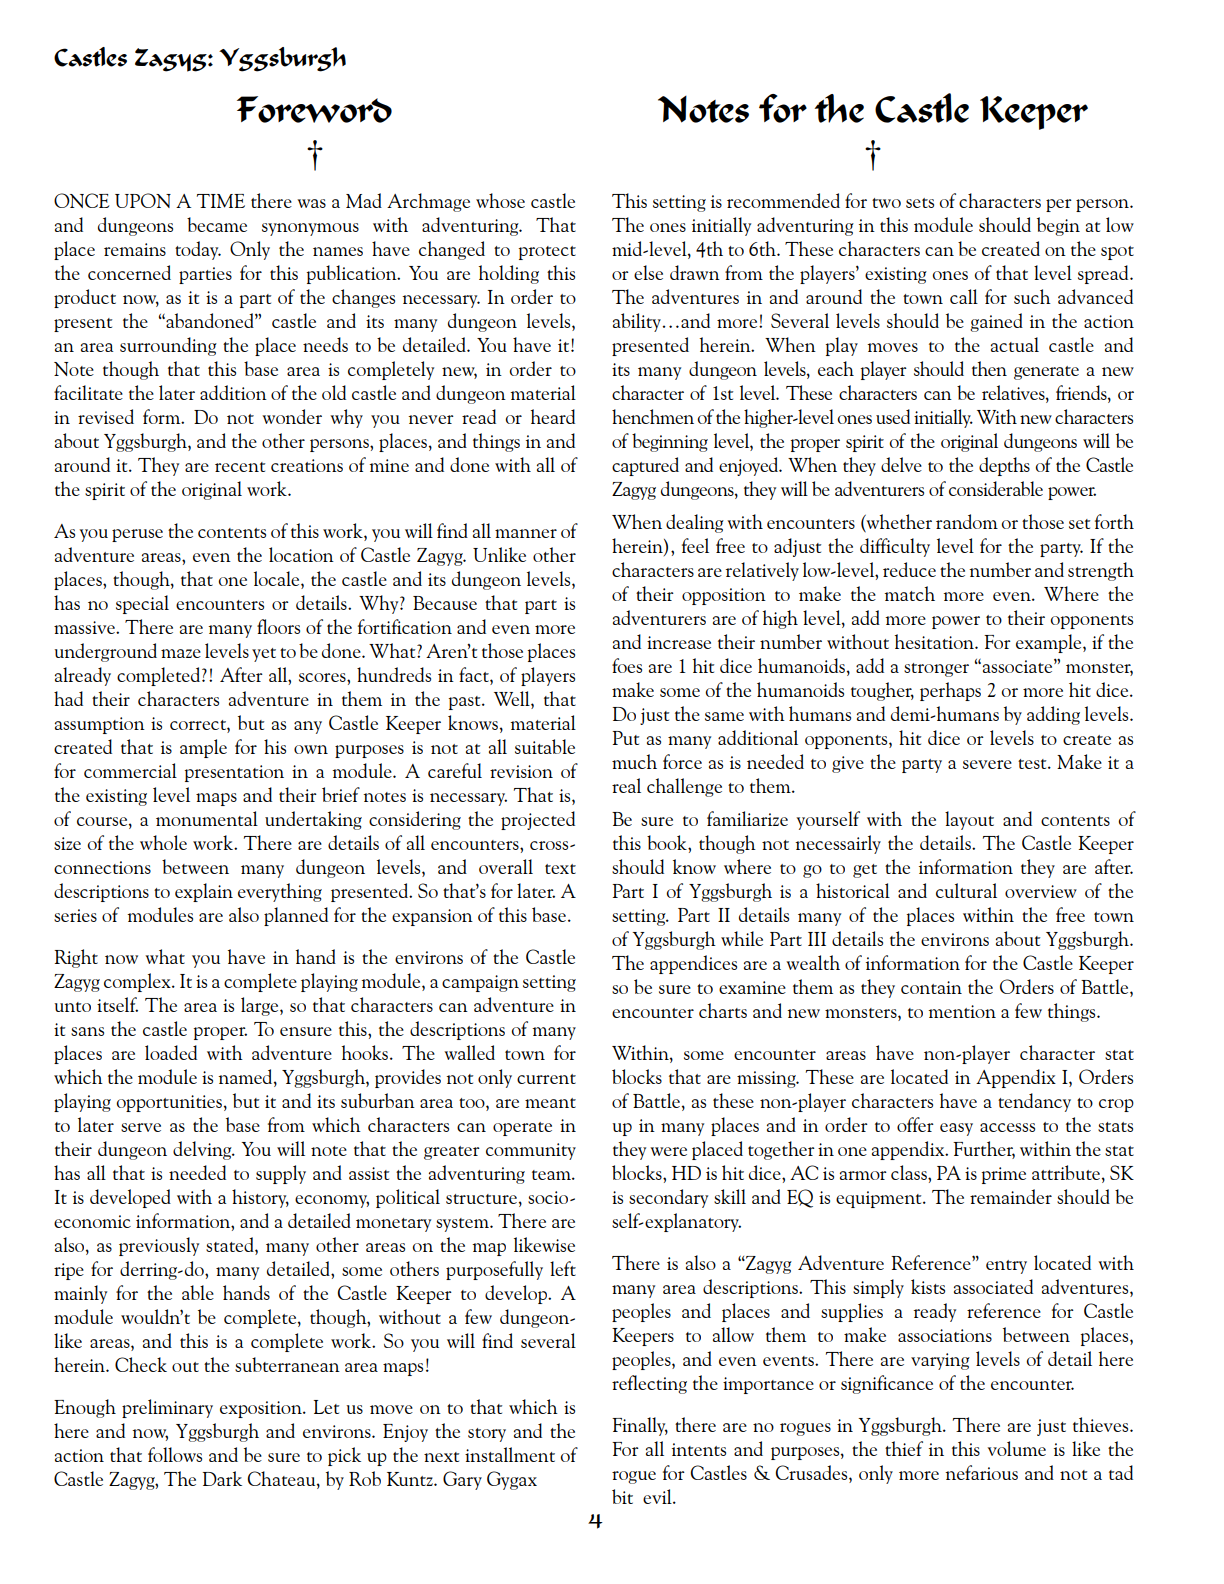 Castles Zagyg: Yggsburgh
Foreword
†
ONCE UPON A TIME there was a Mad Archmage whose castle
and dungeons became synonymous with adventuring. That
place remains today. Only the names have changed to protect
the concerned parties for this publication. You are holding this
product now, as it is a part of the changes necessary. In order to
present the “abandoned” castle and its many dungeon levels,
an area surrounding the place needs to be detailed. You have it!
Note though that this base area is completely new, in order to
facilitate the later addition of the old castle and dungeon material
in revised form. Do not wonder why you never read or heard
about Yggsburgh, and the other persons, places, and things in and
around it. They are recent creations of mine and done with all of
the spirit of the original work.
As you peruse the contents of this work, you will find all manner of
adventure areas, even the location of Castle Zagyg. Unlike other
places, though, that one locale, the castle and its dungeon levels,
has no special encounters or details. Why? Because that part is
massive. There are many floors of the fortification and even more
underground maze levels yet to be done. What? Aren’t those places
already completed?! After all, scores, hundreds in fact, of players
had their characters adventure in them in the past. Well, that
assumption is correct, but as any Castle Keeper knows, material
created that is ample for his own purposes is not at all suitable
for commercial presentation in a module. A careful revision of
the existing level maps and their brief notes is necessary. That is,
of course, a monumental undertaking considering the projected
size of the whole work. There are details of all encounters, cross-
connections between many dungeon levels, and overall text
descriptions to explain everything presented. So that’s for later. A
series of modules are also planned for the expansion of this base.
Right now what you have in hand is the environs of the Castle
Zagyg complex. It is a complete playing module, a campaign setting
unto itself. The area is large, so that characters can adventure in
it sans the castle proper. To ensure this, the descriptions of many
places are loaded with adventure hooks. The walled town for
which the module is named, Yggsburgh, provides not only current
playing opportunities, but it and its suburban area too, are meant
to later serve as the base from which characters can operate in
their dungeon delving. You will note that the greater community
has all that is needed to supply and assist the adventuring team.
It is developed with a history, economy, political structure, socio-
economic information, and a detailed monetary system. There are
also, as previously stated, many other areas on the map likewise
ripe for derring-do, many detailed, some others purposefully left
mainly for the able hands of the Castle Keeper to develop. A
module wouldn’t be complete, though, without a few dungeon-
like areas, and this is a complete work. So you will find several
herein. Check out the subterranean area maps!
Enough preliminary exposition. Let us move on to that which is
here and now, Yggsburgh and environs. Enjoy the story and the
action that follows and be sure to pick up the next installment of
Castle Zagyg, The Dark Chateau, by Rob Kuntz. Gary Gygax
Notes for the Castle Keeper
†
This setting is recommended for two sets of characters per person.
The ones initially adventuring in this module should begin at low
mid-level, 4th to 6th. These characters can be created on the spot
or else drawn from the players’ existing ones of that level spread.
The adventures in and around the town call for such advanced
ability…and more! Several levels should be gained in the action
presented herein. When play moves to the actual castle and
its many dungeon levels, each player should then generate a new
character of 1st level. These characters can be relatives, friends, or
henchmen of the higher-level ones used initially. With new characters
of beginning level, the proper spirit of the original dungeons will be
captured and enjoyed. When they delve to the depths of the Castle
Zagyg dungeons, they will be adventurers of considerable power.
When dealing with encounters (whether random or those set forth
herein), feel free to adjust the difficulty level for the party. If the
characters are relatively low-level, reduce the number and strength
of their opposition to make the match more even. Where the
adventurers are of high level, add more power to their opponents
and increase their number without hesitation. For example, if the
foes are 1 hit dice humanoids, add a stronger “associate” monster,
make some of the humanoids tougher, perhaps 2 or more hit dice.
Do just the same with humans and demi-humans by adding levels.
Put as many additional opponents, hit dice or levels to create as
much force as is needed to give the party a severe test. Make it a
real challenge to them.
Be sure to familiarize yourself with the layout and contents of
this book, though not necessairly the details. The Castle Keeper
should know where to go to get the information they are after.
Part I of Yggsburgh is a historical and cultural overview of the
setting. Part II details many of the places within the free town
of Yggsburgh while Part III details the environs about Yggsburgh.
The appendices are a wealth of information for the Castle Keeper
so be sure to examine them as they contain the Orders of Battle,
encounter charts and new monsters, to mention a few things.
Within, some encounter areas have non-player character stat
blocks that are missing. These are located in Appendix I, Orders
of Battle, as these non-player characters have a tendancy to crop
up in many places and in order to offer easy accesss to the stats
they were placed together in one appendix. Further, within the stat
blocks, HD is hit dice, AC is armor class, PA is prime attribute, SK
is secondary skill and EQ is equipment. The remainder should be
self-explanatory.
There is also a “Zagyg Adventure Reference” entry located with
many area descriptions. This simply kists associated adventures,
peoples and places and supplies a ready reference for Castle
Keepers to allow them to make associations between places,
peoples, and even events. There are varying levels of detail here
reflecting the importance or significance of the encounter.
Finally, there are no rogues in Yggsburgh. There are just thieves.
For all intents and purposes, the thief in this volume is like the
rogue for Castles & Crusades, only more nefarious and not a tad
bit evil.
4